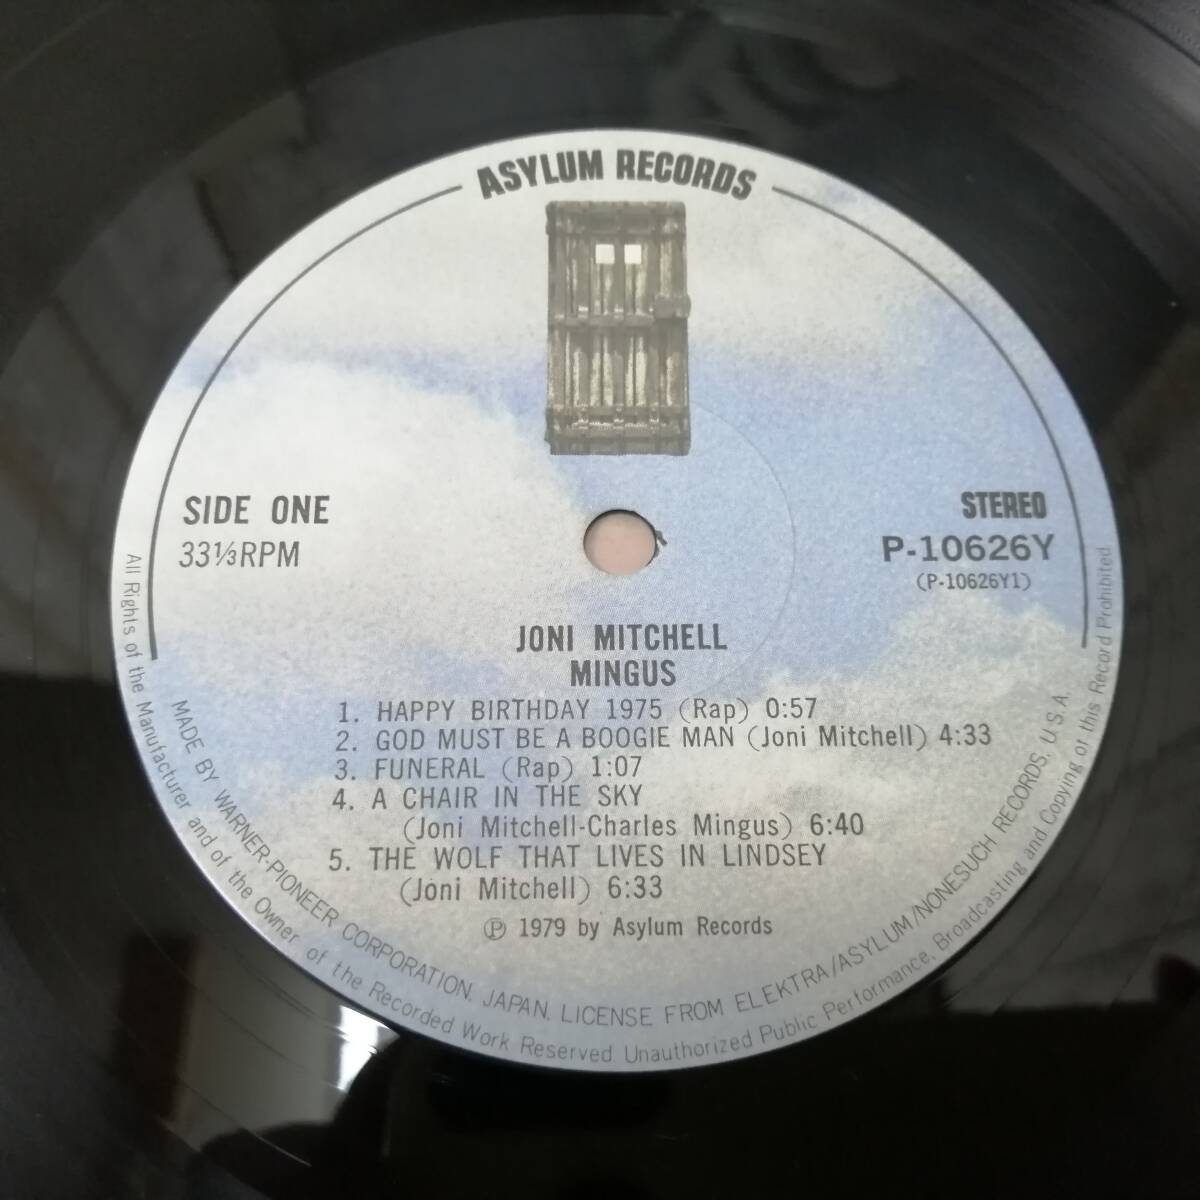 ASYLUM RECORDS
SIDE ONE
33⅓RPM
STEREO
P-10626Y
(P-10626Y1)
JONI MITCHELL
MINGUS
1. HAPPY BIRTHDAY 1975 (Rap) 0:57
2. GOD MUST BE A BOOGIE MAN (Joni Mitchell) 4:33
3. FUNERAL (Rap) 1:07
4. A CHAIR IN THE SKY
(Joni Mitchell-Charles Mingus) 6:40
5. THE WOLF THAT LIVES IN LINDSEY
(Joni Mitchell) 6:33
Ⓟ 1979 by Asylum Records
MADE BY WARNER-PIONEER CORPORATION, JAPAN, LICENSE FROM ELEKTRA/ASYLUM/NONESUCH RECORDS, U.S.A.
All Rights of the Manufacturer and of the Owner of the Recorded Work Reserved. Unauthorized Public Performance, Broadcasting and Copying of this Record Prohibited